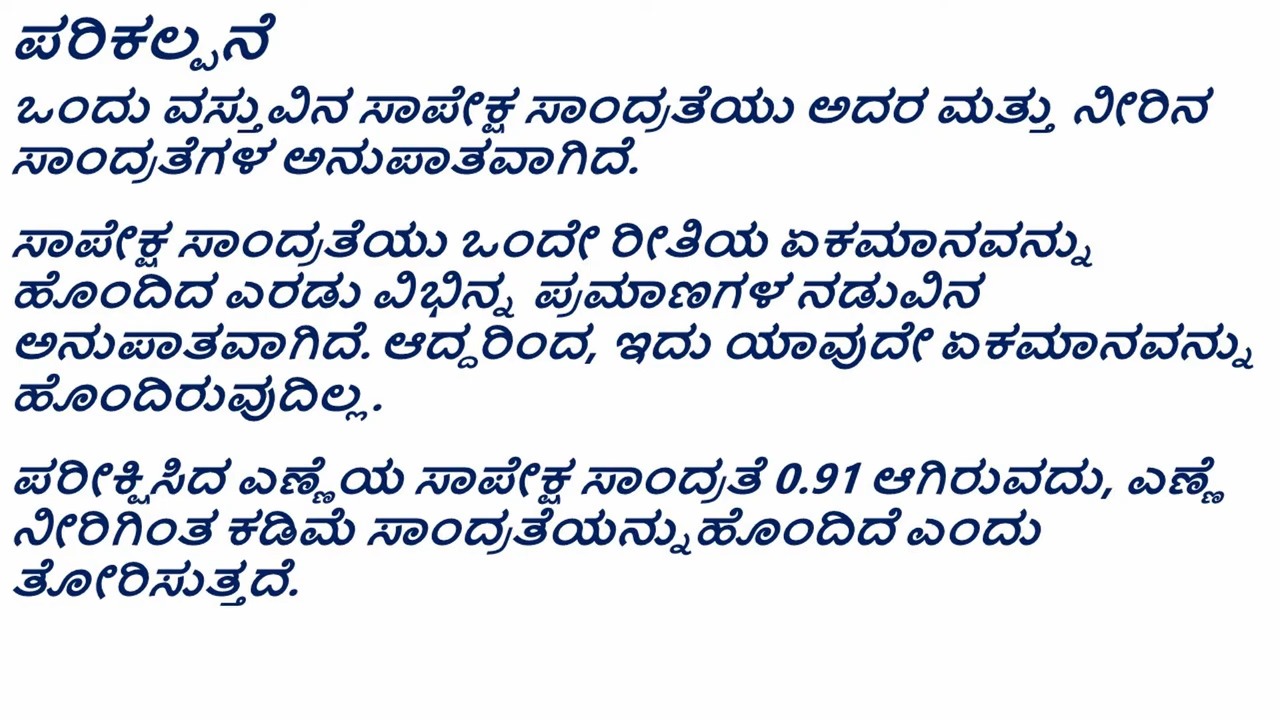 ಪರಿಕಲ್ಪನೆ
ಒಂದು ವಸ್ತುವಿನ ಸಾಪೇಕ್ಷ ಸಾಂದ್ರತೆಯು ಅದರ ಮತ್ತು ನೀರಿನ
ಸಾಂದ್ರತೆಗಳ ಅನುಪಾತವಾಗಿದೆ.
ಸಾಪೇಕ್ಷ ಸಾಂದ್ರತೆಯು ಒಂದೇ ರೀತಿಯ ಏಕಮಾನವನ್ನು
ಹೊಂದಿದ ಎರಡು ವಿಭಿನ್ನ ಪ್ರಮಾಣಗಳ ನಡುವಿನ
ಅನುಪಾತವಾಗಿದೆ. ಆದ್ದರಿಂದ, ಇದು ಯಾವುದೇ ಏಕಮಾನವನ್ನು
ಹೊಂದಿರುವುದಿಲ್ಲ.
ಪರೀಕ್ಷಿಸಿದ ಎಣ್ಣೆಯ ಸಾಪೇಕ್ಷ ಸಾಂದ್ರತೆ 0.91 ಆಗಿರುವದು, ಎಣ್ಣೆ
ನೀರಿಗಿಂತ ಕಡಿಮೆ ಸಾಂದ್ರತೆಯನ್ನುಹೊಂದಿದೆ ಎಂದು
ತೋರಿಸುತ್ತದೆ.